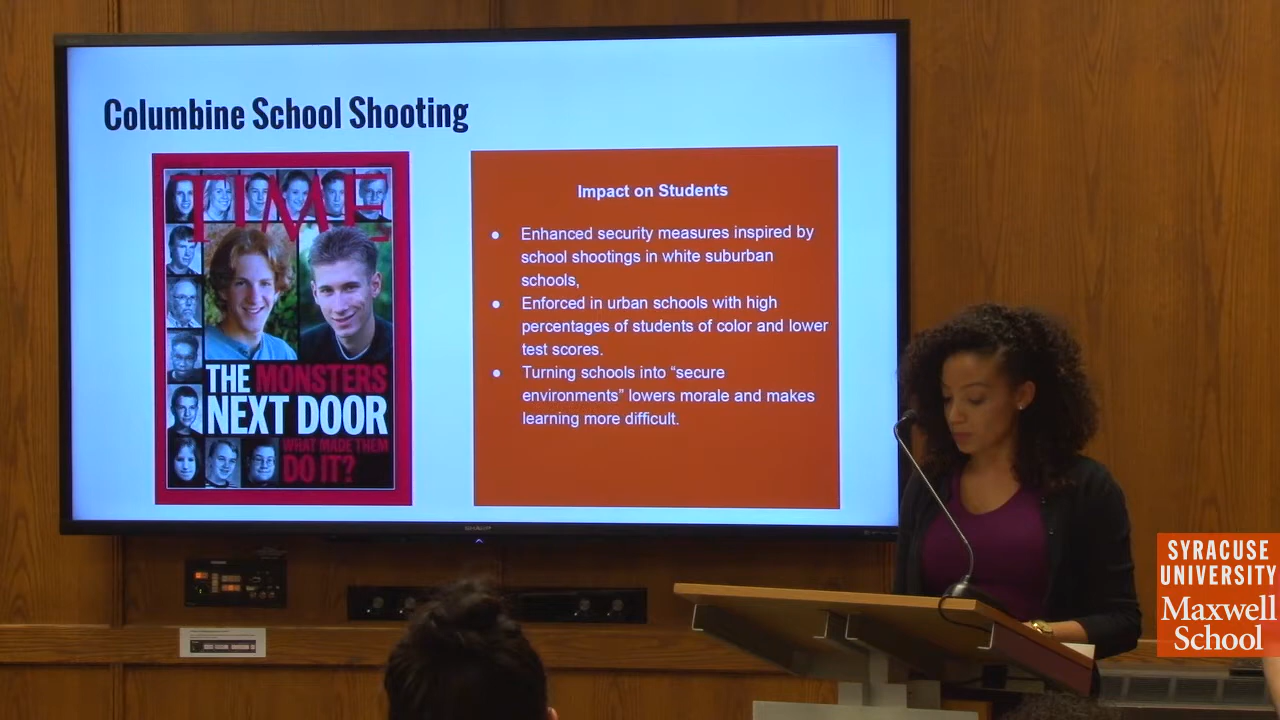 Columbine School Shooting
TIME
THE MONSTERS
NEXT DOOR
WHAT MADE THEM
DO IT?
Impact on Students
● Enhanced security measures inspired by
school shootings in white suburban
schools,
● Enforced in urban schools with high
percentages of students of color and lower
test scores.
● Turning schools into “secure
environments” lowers morale and makes
learning more difficult.
SYRACUSE
UNIVERSITY
Maxwell
School